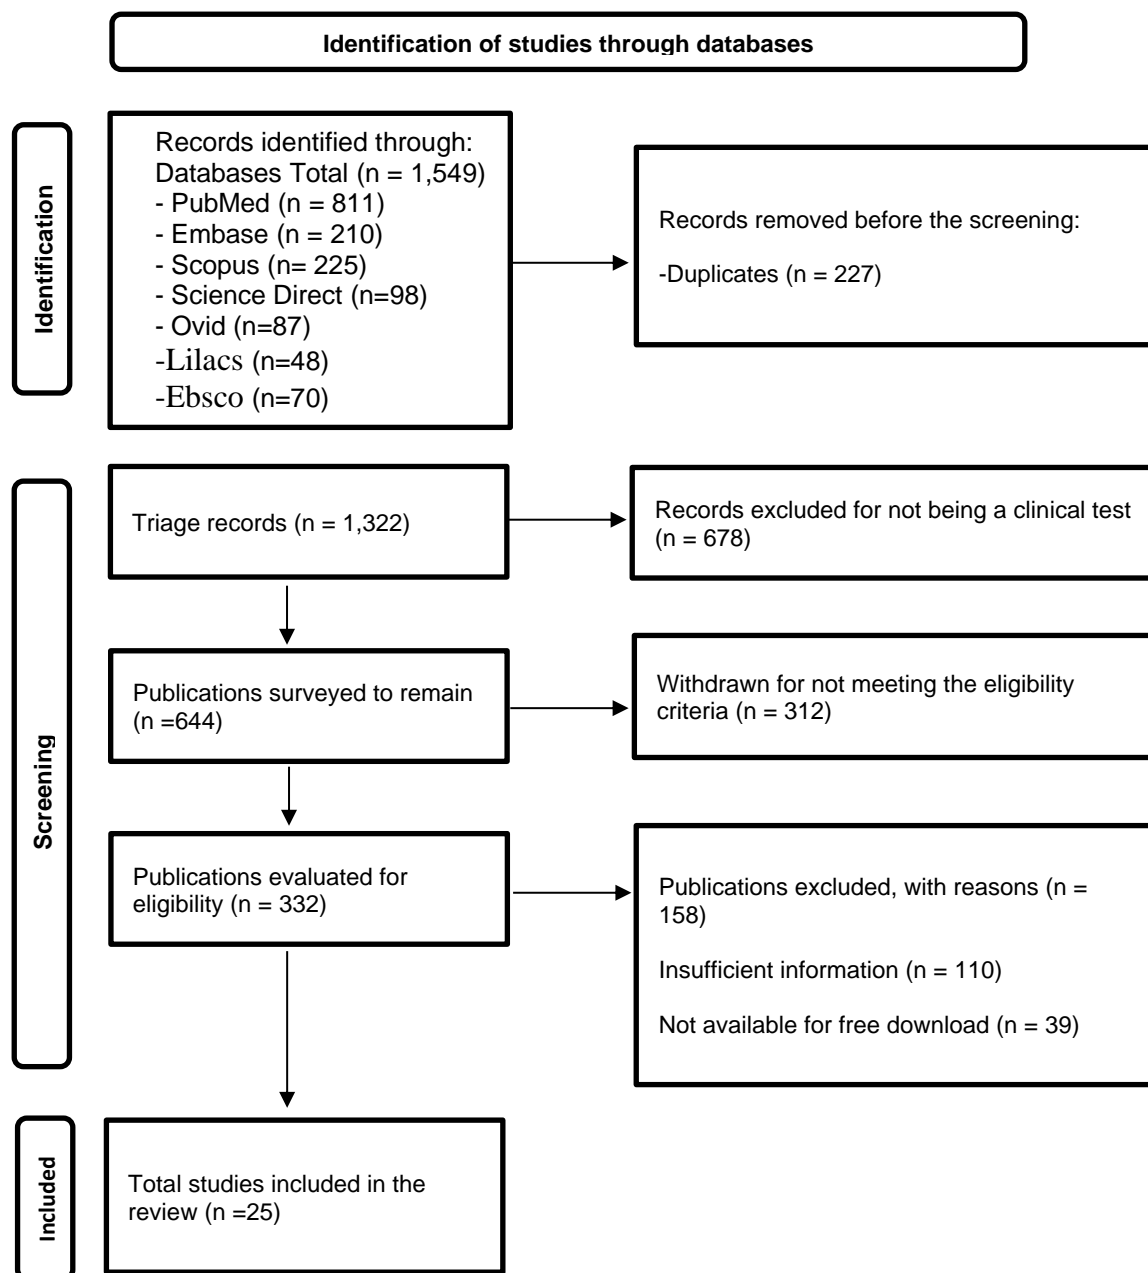 Identification of studies through databases
Identification
Records identified through:
Databases Total (n = 1,549)
- PubMed (n = 811)
- Embase (n = 210)
- Scopus (n= 225)
- Science Direct (n=98)
- Ovid (n=87)
-Lilacs (n=48)
-Ebsco (n=70)
Records removed before the screening:
-Duplicates (n = 227)
Screening
Triage records (n = 1,322)
Records excluded for not being a clinical test
(n = 678)
Publications surveyed to remain
(n =644)
Withdrawn for not meeting the eligibility
criteria (n = 312)
Publications evaluated for
eligibility (n = 332)
Publications excluded, with reasons (n =
158)
Insufficient information (n = 110)
Not available for free download (n = 39)
Included
Total studies included in the
review (n =25)